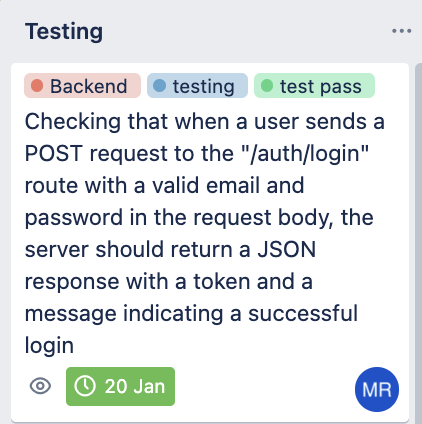 Testing
Backend testing test pass
Checking that when a user sends a
POST request to the "/auth/login"
route with a valid email and
password in the request body, the
server should return a JSON
response with a token and a
message indicating a successful
login
20 Jan MR